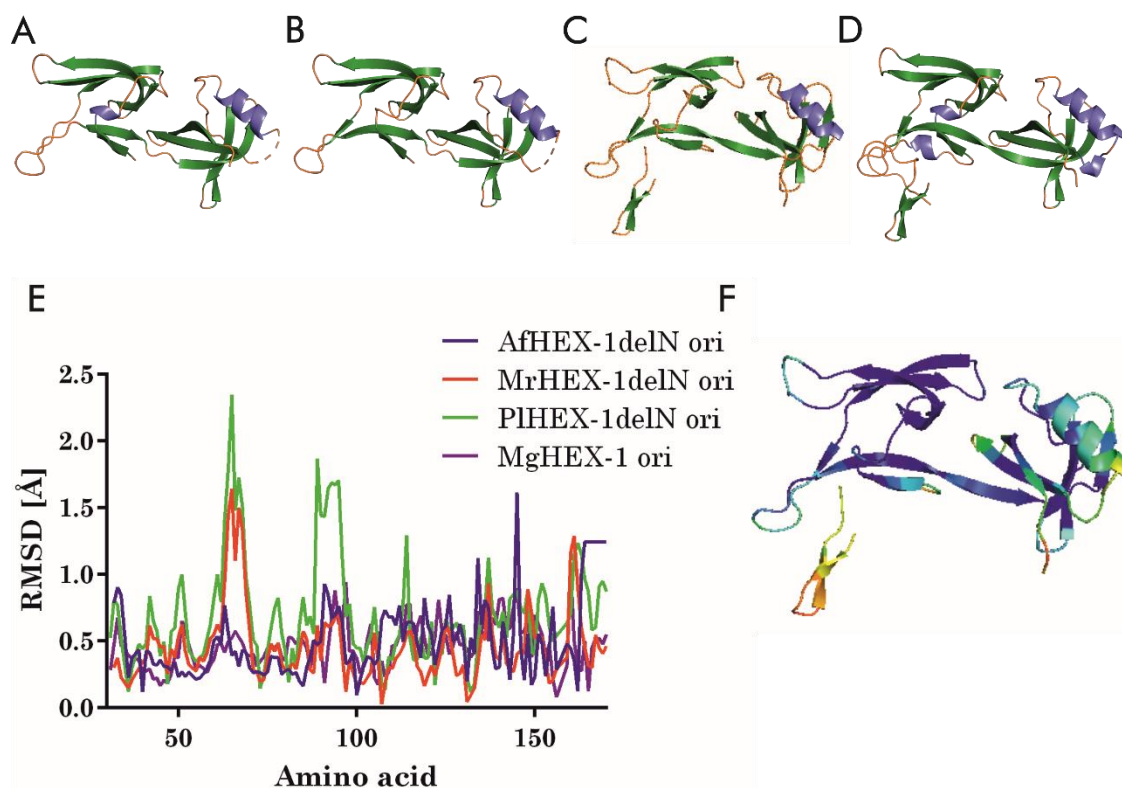 A
B
C
D
E
AfHEX-1delN ori
MrHEX-1delN ori
PlHEX-1delN ori
MgHEX-1 ori
2.5
2.0
1.5
1.0
0.5
0.0
RMSD [Å]
50
100
150
Amino acid
F